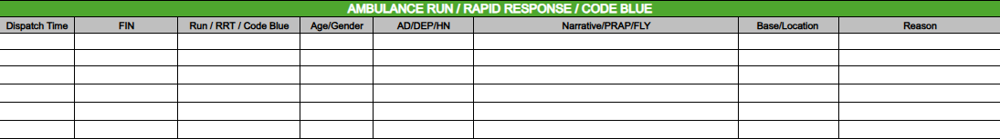 AMBULANCE RUN / RAPID RESPONSE / CODE BLUE
Dispatch Time FIN Run / RRT / Code Blue Age/Gender AD/DEP/HN Narrative/PRAP/FLY Base/Location Reason